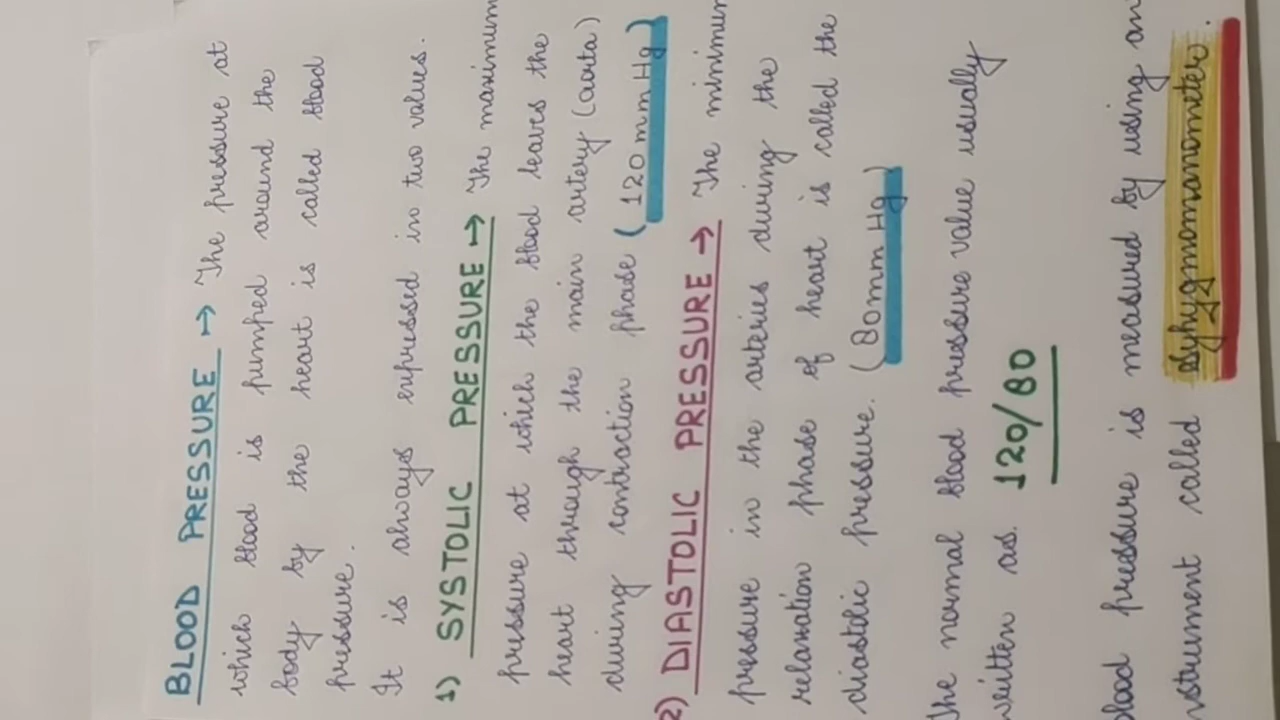 BLOOD PRESSURE → The pressure at
which blood is pumped around the
body by the heart is called blood
pressure.
It is always expressed in two values.
1) SYSTOLIC PRESSURE → The maximum
pressure at which the blood leaves the
heart through the main artery (aorta)
during contraction phase (120 mm Hg)
2) DIASTOLIC PRESSURE → The minimum
pressure in the arteries during the
relaxation phase of heart is called the
diastolic pressure. (80mm Hg)
The normal blood pressure value usually
written as 120/80
lood pressure is measured by using an
nstrument called Sphygmomanometer.